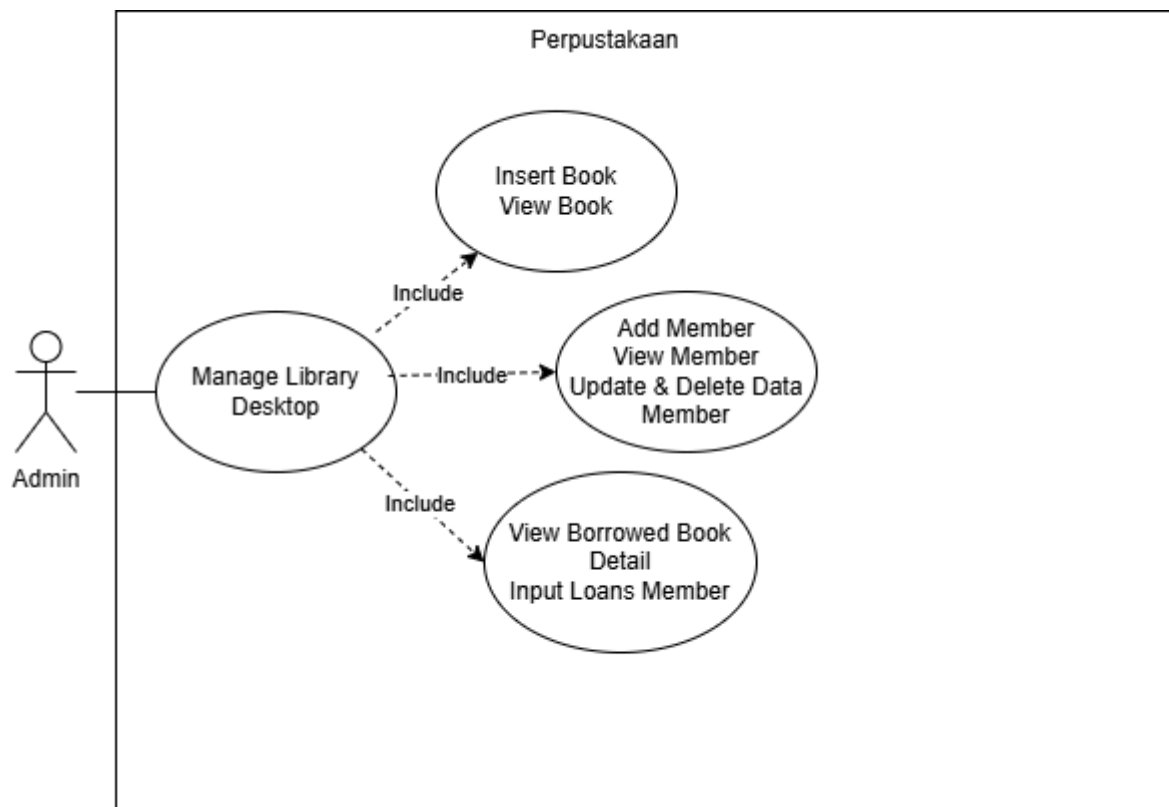 Perpustakaan
Insert Book
View Book
Include
Add Member
View Member
Update & Delete Data
Member
Include
Manage Library
Desktop
Admin
Include
View Borrowed Book
Detail
Input Loans Member